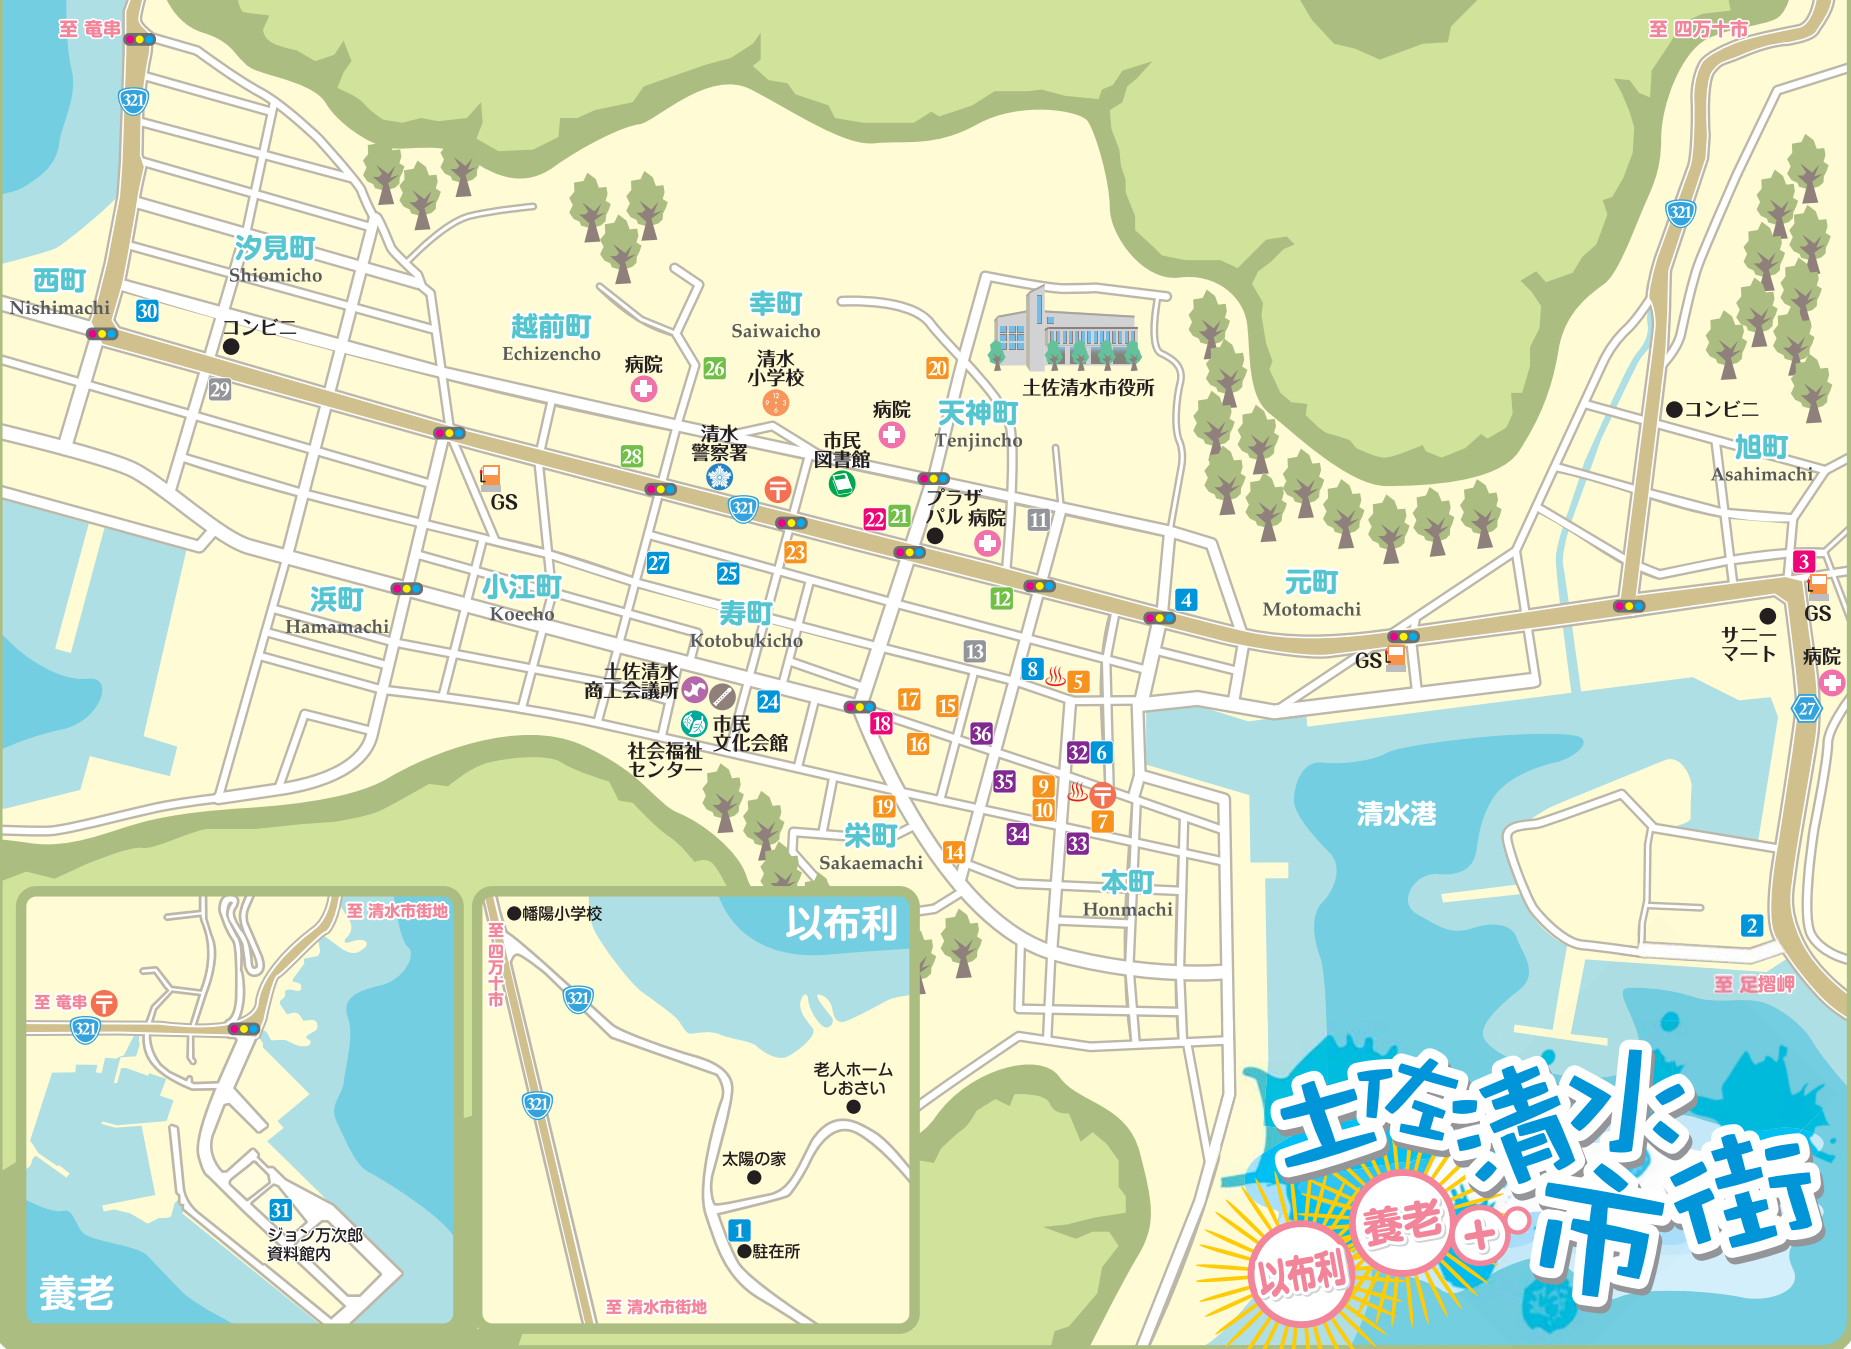 至 竜串
321
至 四万十市
321
汐見町
Shiomicho
西町
Nishimachi
30
コンビニ
29
越前町
Echizencho
病院
幸町
Saiwaicho
清水
小学校
12
9 3
6
26
20
土佐清水市役所
天神町
Tenjincho
病院
市民
図書館
清水
警察署
28
GS
321
〒
22
21
プラザ
パル
病院
11
23
27
25
コンビニ
旭町
Asahimachi
3
GS
サニー
マート
病院
27
浜町
Hamamachi
小江町
Koecho
寿町
Kotobukicho
12
4
元町
Motomachi
GS
13
8
5
土佐清水
商工会議所
24
市民
文化会館
社会福祉
センター
17
15
18
16
36
32
6
35
9
10
〒
7
19
34
33
栄町
Sakaemachi
14
本町
Honmachi
清水港
2
至 足摺岬
至 清水市街地
至 竜串
〒
321
31
ジョン万次郎
資料館内
養老
幡陽小学校
至 四万十市
以布利
321
321
老人ホーム
しおさい
太陽の家
1
駐在所
至 清水市街地
土佐清水
市街
養老
+
以布利